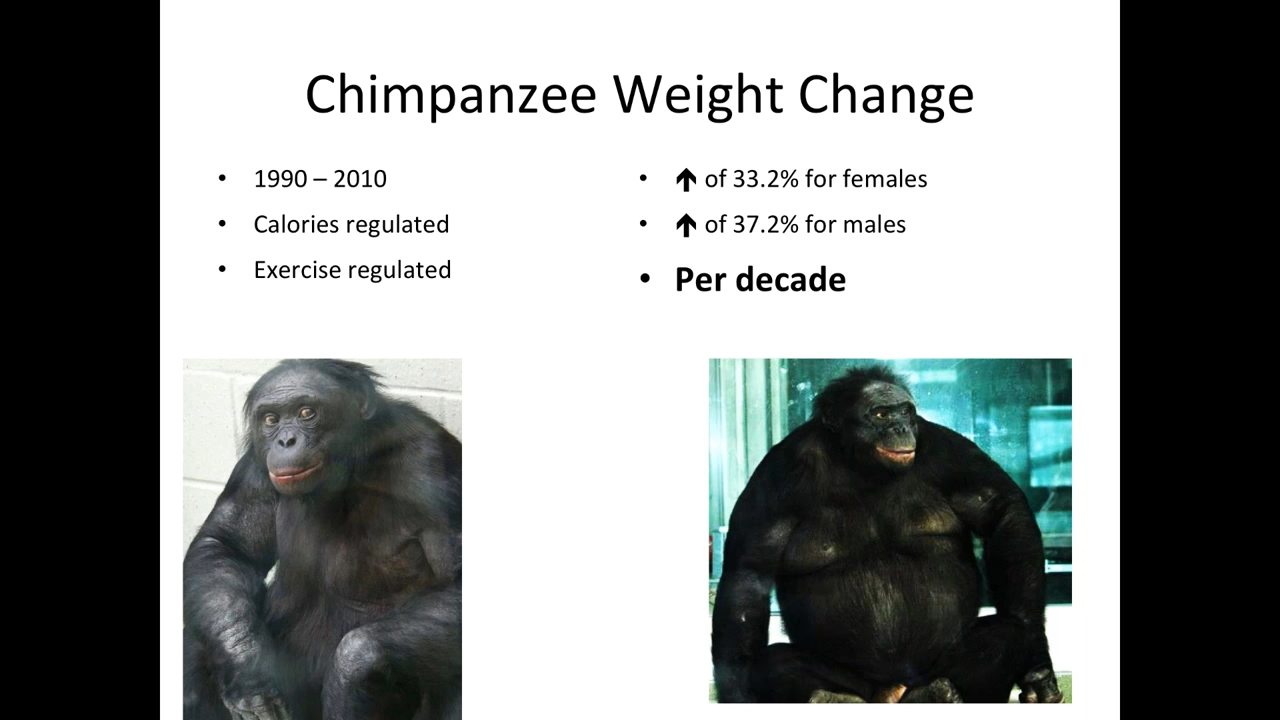 Chimpanzee Weight Change
• 1990 – 2010
• Calories regulated
• Exercise regulated
• ↑ of 33.2% for females
• ↑ of 37.2% for males
• Per decade